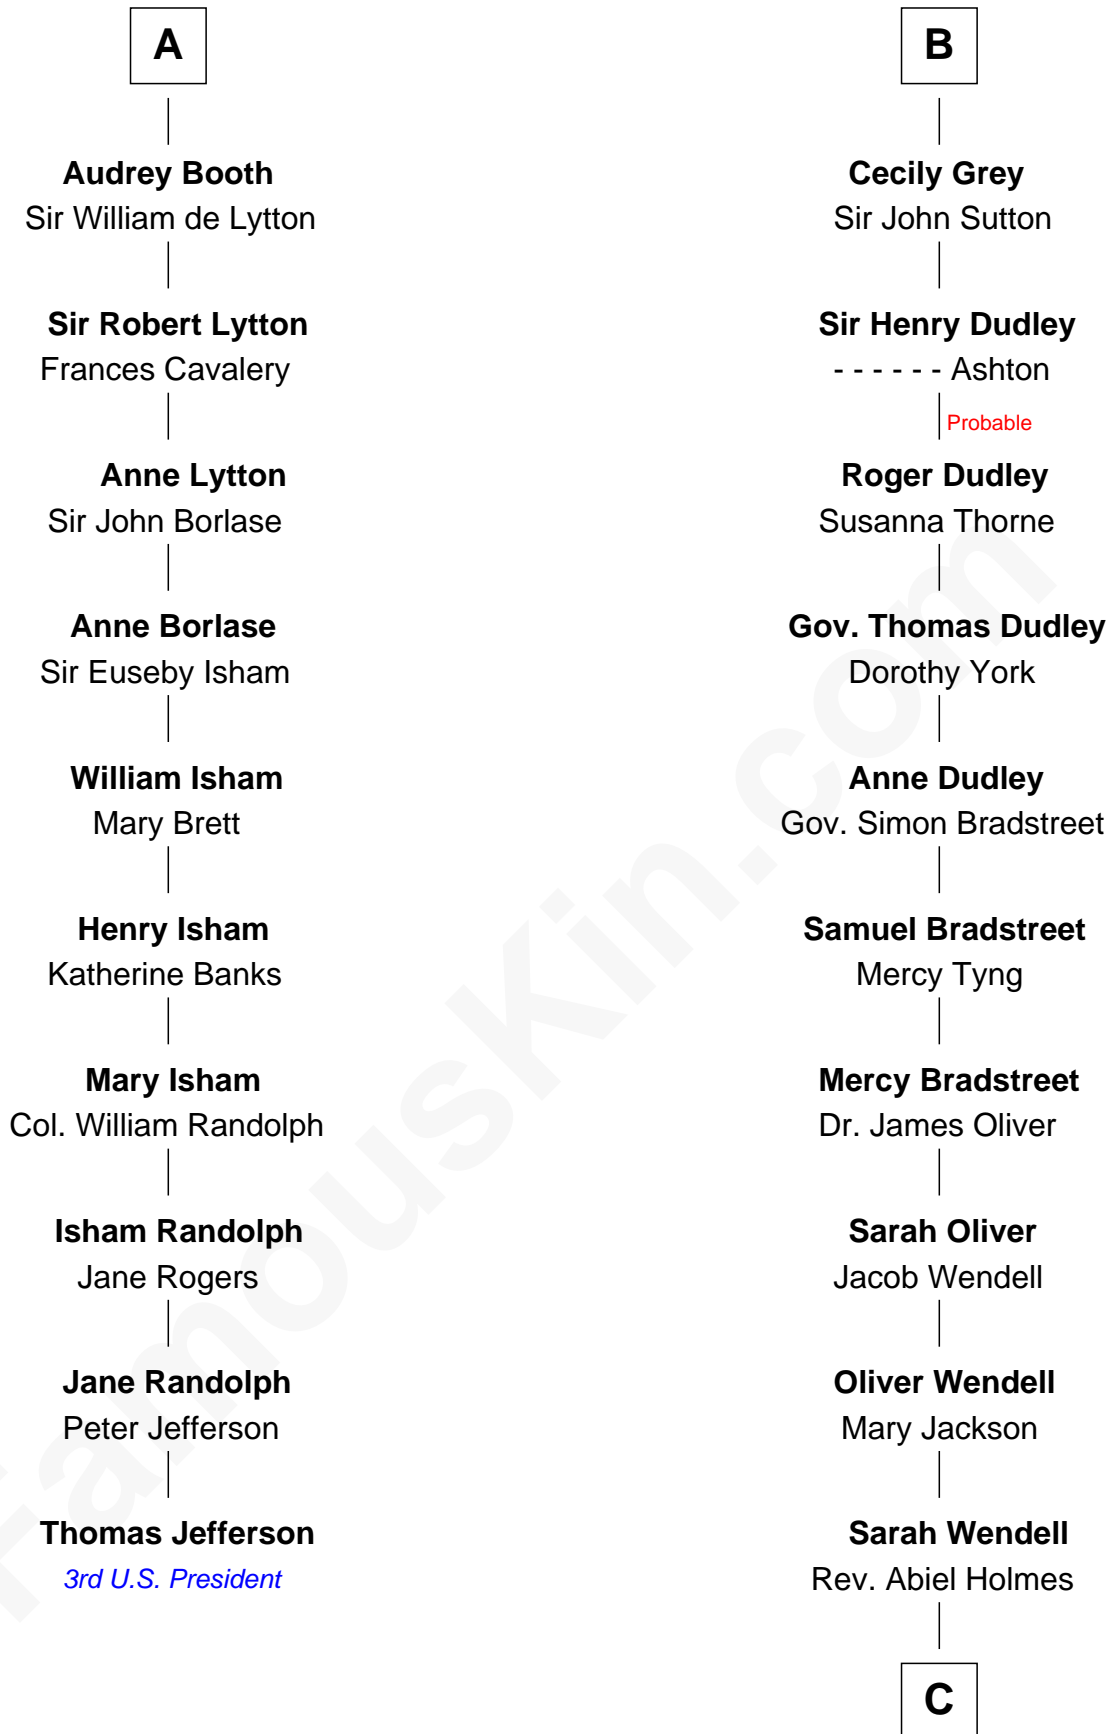 A
Audrey Booth
Sir William de Lytton
Sir Robert Lytton
Frances Cavalery
Anne Lytton
Sir John Borlase
Anne Borlase
Sir Euseby Isham
William Isham
Mary Brett
Henry Isham
Katherine Banks
Mary Isham
Col. William Randolph
Isham Randolph
Jane Rogers
Jane Randolph
Peter Jefferson
Thomas Jefferson
3rd U.S. President
B
Cecily Grey
Sir John Sutton
Sir Henry Dudley
- - - - - - Ashton
Probable
Roger Dudley
Susanna Thorne
Gov. Thomas Dudley
Dorothy York
Anne Dudley
Gov. Simon Bradstreet
Samuel Bradstreet
Mercy Tyng
Mercy Bradstreet
Dr. James Oliver
Sarah Oliver
Jacob Wendell
Oliver Wendell
Mary Jackson
Sarah Wendell
Rev. Abiel Holmes
C
FamousKin.com